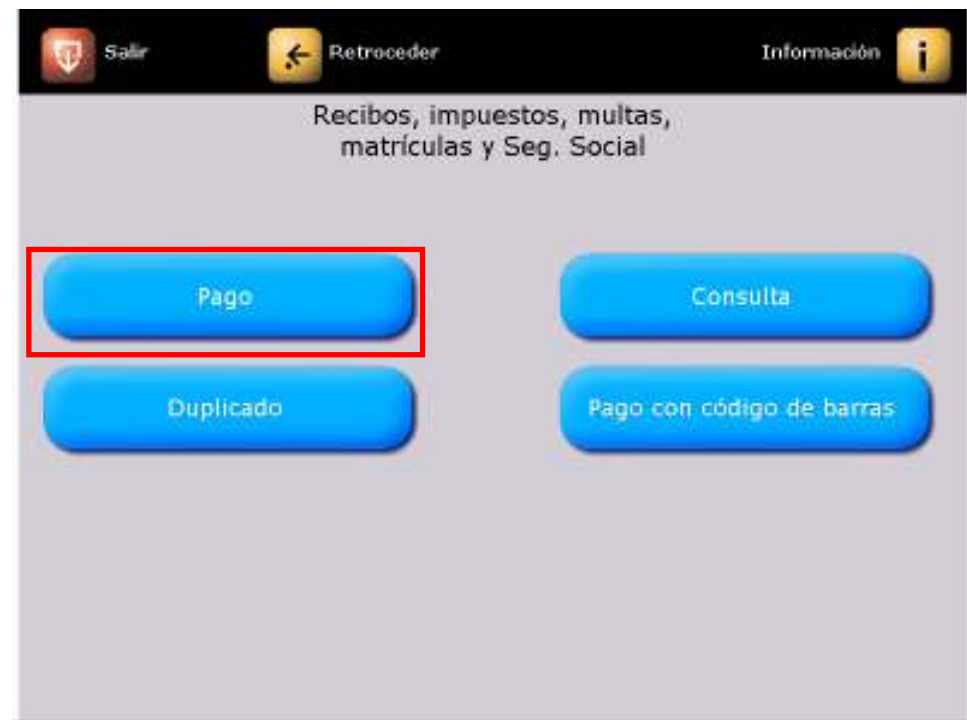 Salir
Retroceder
Información
Recibos, impuestos, multas,
matrículas y Seg. Social
Pago
Consulta
Duplicado
Pago con código de barras